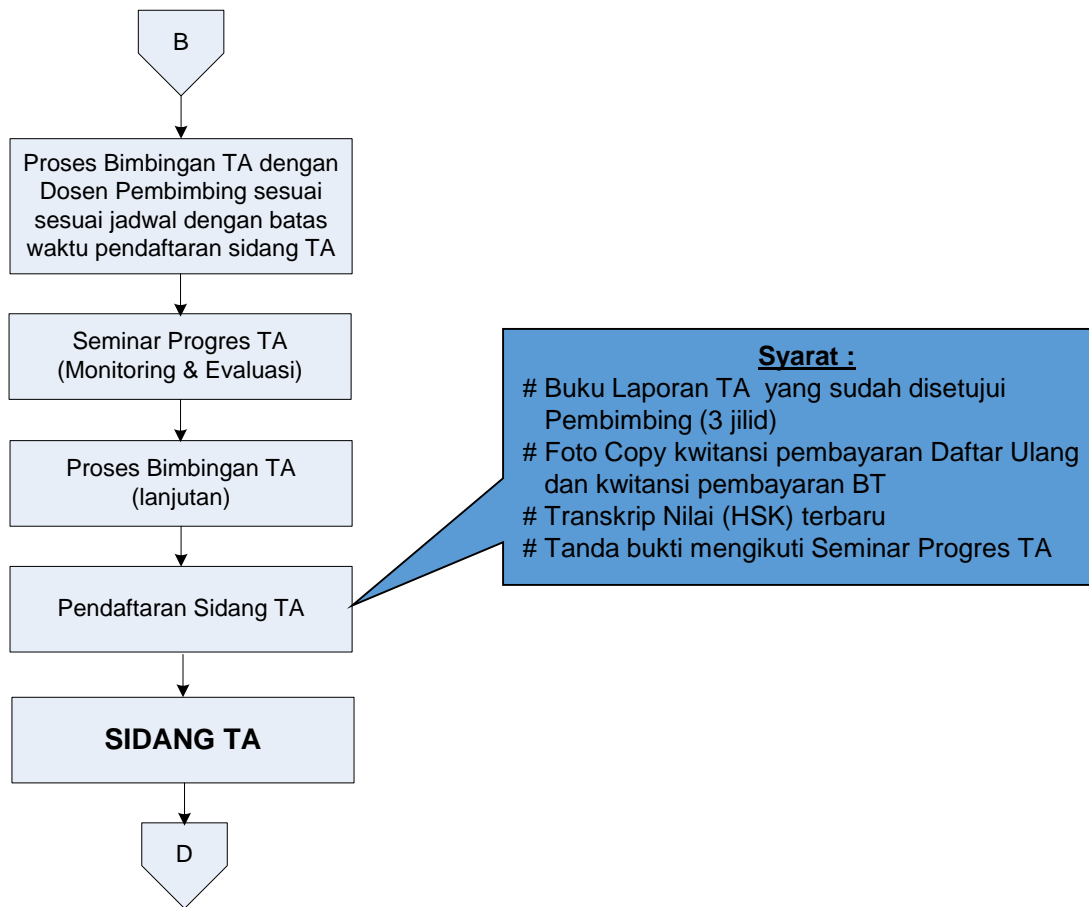 B
Proses Bimbingan TA dengan
Dosen Pembimbing sesuai
sesuai jadwal dengan batas
waktu pendaftaran sidang TA
Seminar Progres TA
(Monitoring & Evaluasi)
Proses Bimbingan TA
(lanjutan)
Pendaftaran Sidang TA
Syarat :
# Buku Laporan TA yang sudah disetujui
Pembimbing (3 jilid)
# Foto Copy kwitansi pembayaran Daftar Ulang
dan kwitansi pembayaran BT
# Transkrip Nilai (HSK) terbaru
# Tanda bukti mengikuti Seminar Progres TA
SIDANG TA
D